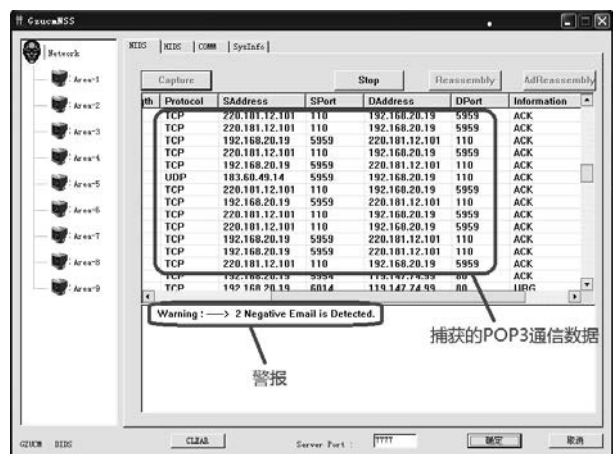 GzucmNSS
Network
Area-1
Area-2
Area-3
Area-4
Area-5
Area-6
Area-7
Area-8
Area-9
NIDS HIDS COMM SysInfo
Capture Stop Reassembly AdReassembly
gth Protocol SAddress SPort DAddress DPort Information
TCP 220.181.12.101 110 192.168.20.19 5959 ACK
TCP 220.181.12.101 110 192.168.20.19 5959 ACK
TCP 192.168.20.19 5959 220.181.12.101 110 ACK
TCP 220.181.12.101 110 192.168.20.19 5959 ACK
TCP 192.168.20.19 5959 220.181.12.101 110 ACK
UDP 183.60.49.14 5959 192.168.20.19 110 ACK
TCP 220.181.12.101 110 192.168.20.19 5959 ACK
TCP 192.168.20.19 5959 220.181.12.101 110 ACK
TCP 220.181.12.101 110 192.168.20.19 5959 ACK
TCP 192.168.20.19 5959 220.181.12.101 110 ACK
TCP 192.168.20.19 5959 220.181.12.101 110 ACK
TCP 220.181.12.101 110 192.168.20.19 5959 ACK
TCP 192.168.20.19 5954 119.147.74.99 80 ACK
TCP 192.168.20.19 6014 119.147.74.99 80 URG
Warning : ---> 2 Negative Email is Detected.
捕获的POP3通信数据
警报
GZUCM DIDS CLEAR Server Port : 7777 确定 取消